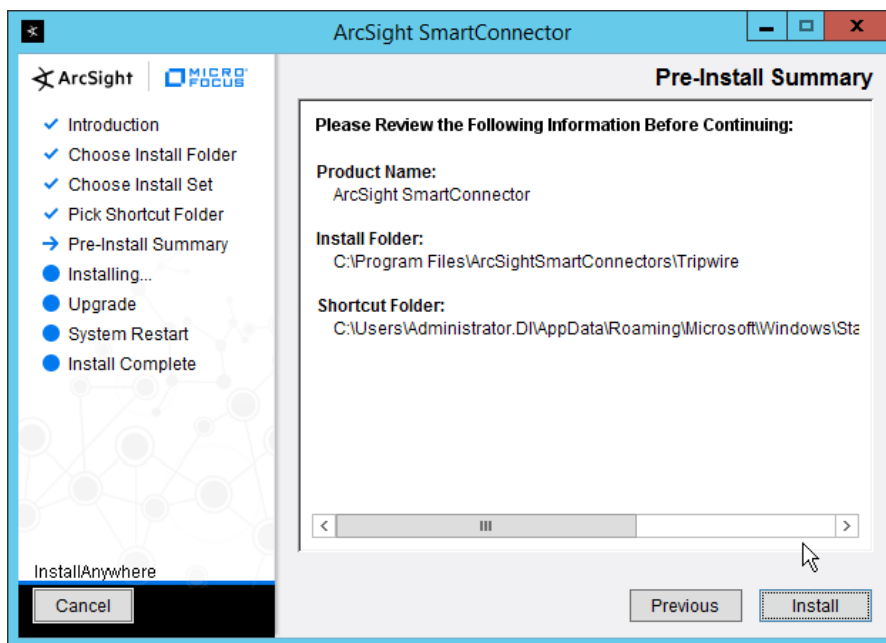 ArcSight SmartConnector
ArcSight
MICRO FOCUS
Pre-Install Summary
Introduction
Choose Install Folder
Choose Install Set
Pick Shortcut Folder
Pre-Install Summary
Installing...
Upgrade
System Restart
Install Complete
Please Review the Following Information Before Continuing:
Product Name:
ArcSight SmartConnector
Install Folder:
C:\Program Files\ArcSightSmartConnectors\Tripwire
Shortcut Folder:
C:\Users\Administrator.DI\AppData\Roaming\Microsoft\Windows\Sta
InstallAnywhere
Cancel
Previous
Install